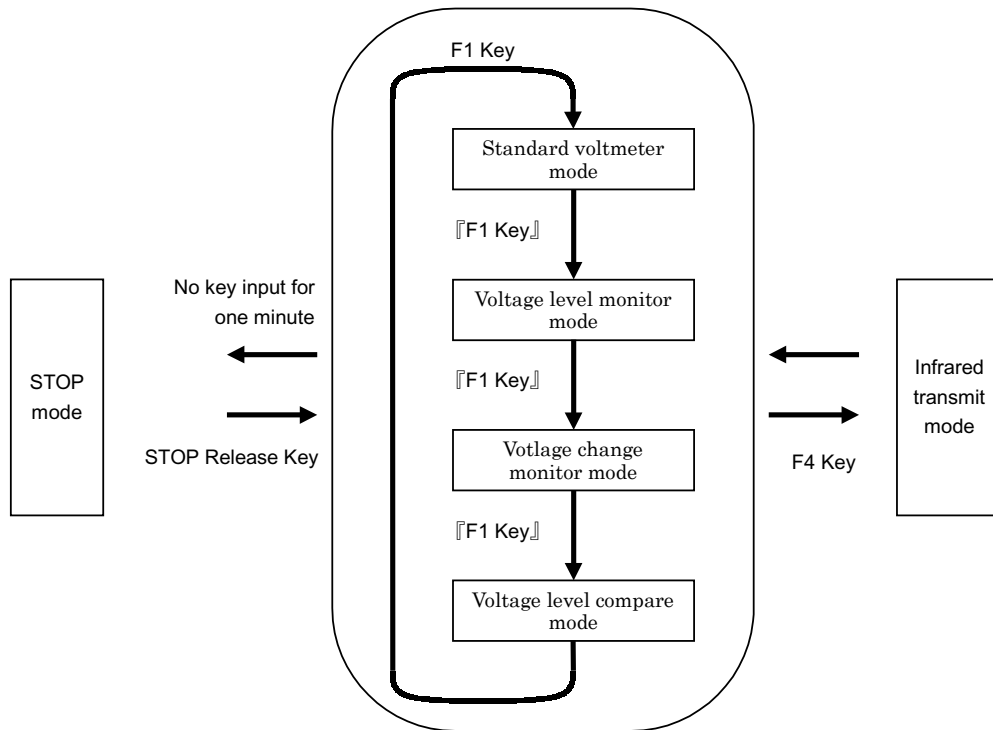 F1 Key
Standard voltmeter
mode
『F1 Key』
Voltage level monitor
mode
『F1 Key』
Votlage change
monitor mode
『F1 Key』
Voltage level compare
mode
No key input for
one minute
STOP
mode
STOP Release Key
Infrared
transmit
mode
F4 Key